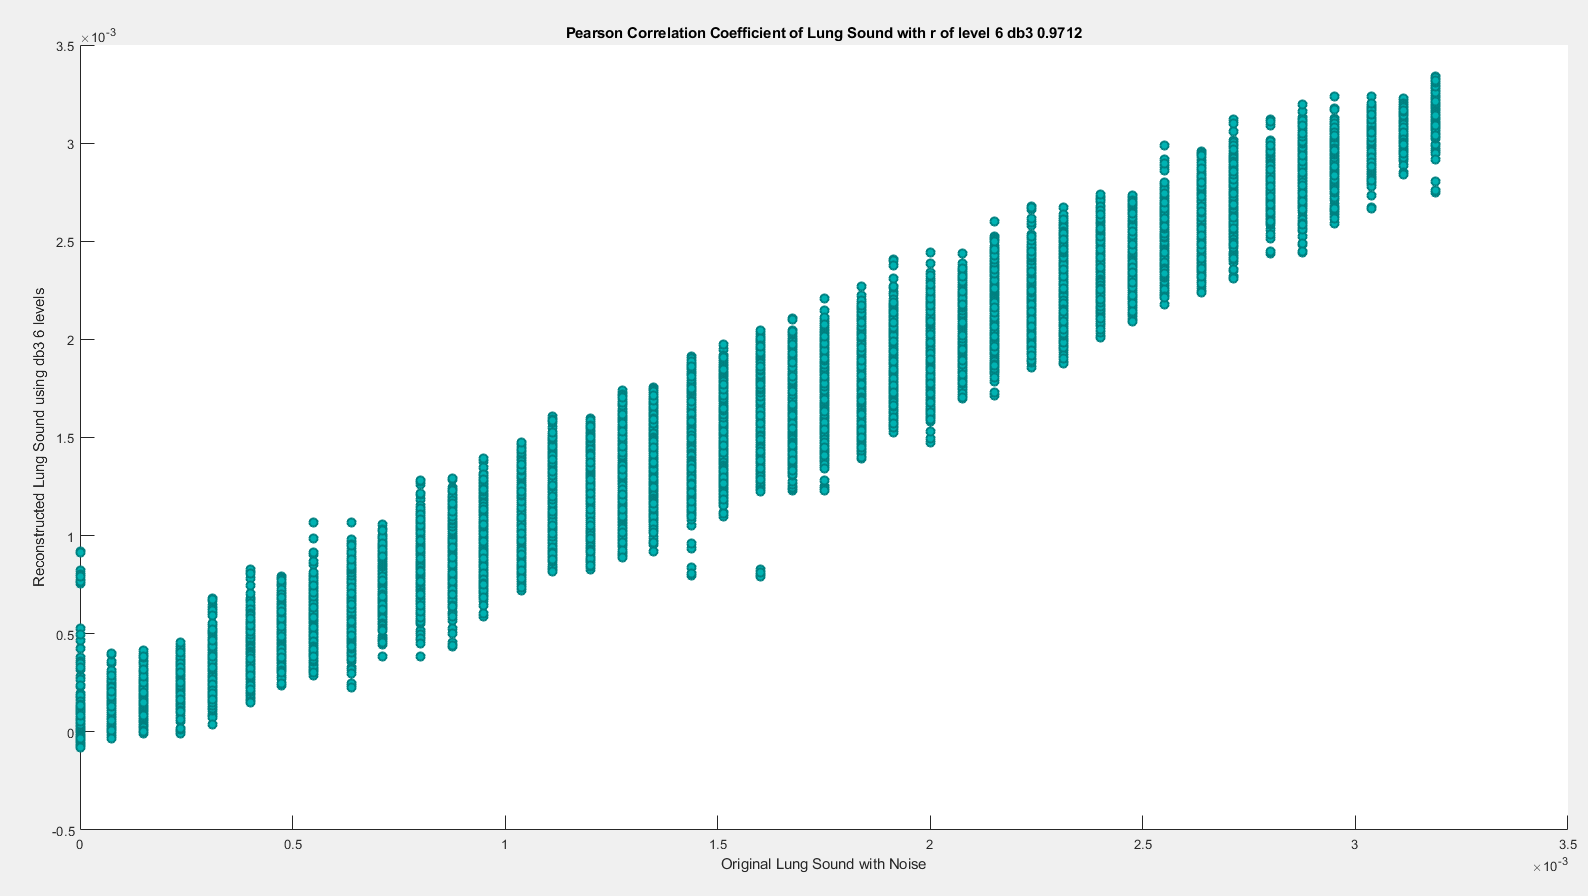 Pearson Correlation Coefficient of Lung Sound with r of level 6 db3 0.9712
×10⁻³
3.5
3
2.5
2
1.5
1
0.5
0
-0.5
Reconstructed Lung Sound using db3 6 levels
0 0.5 1 1.5 2 2.5 3 3.5
Original Lung Sound with Noise
×10⁻³